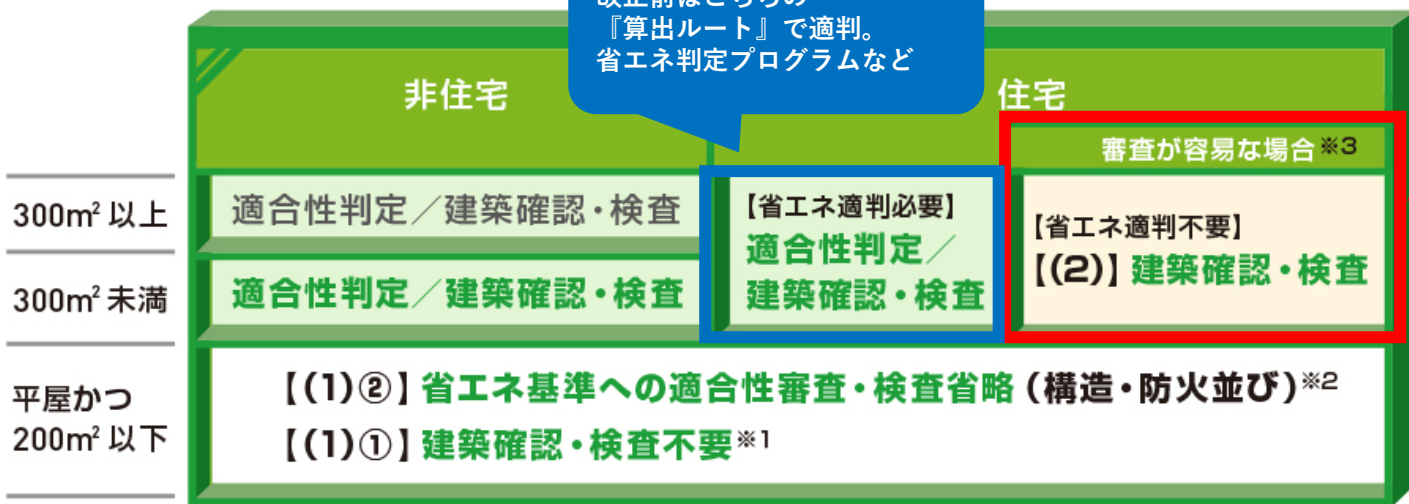 『算出ルート』で適判。
省エネ判定プログラムなど
非住宅
住宅
審査が容易な場合※3
300m² 以上
適合性判定／建築確認・検査
【省エネ適判必要】
適合性判定／
建築確認・検査
【省エネ適判不要】
【(2)】建築確認・検査
300m² 未満
適合性判定／建築確認・検査
平屋かつ
200m² 以下
【(1)②】省エネ基準への適合性審査・検査省略（構造・防火並び）※2
【(1)①】建築確認・検査不要※1